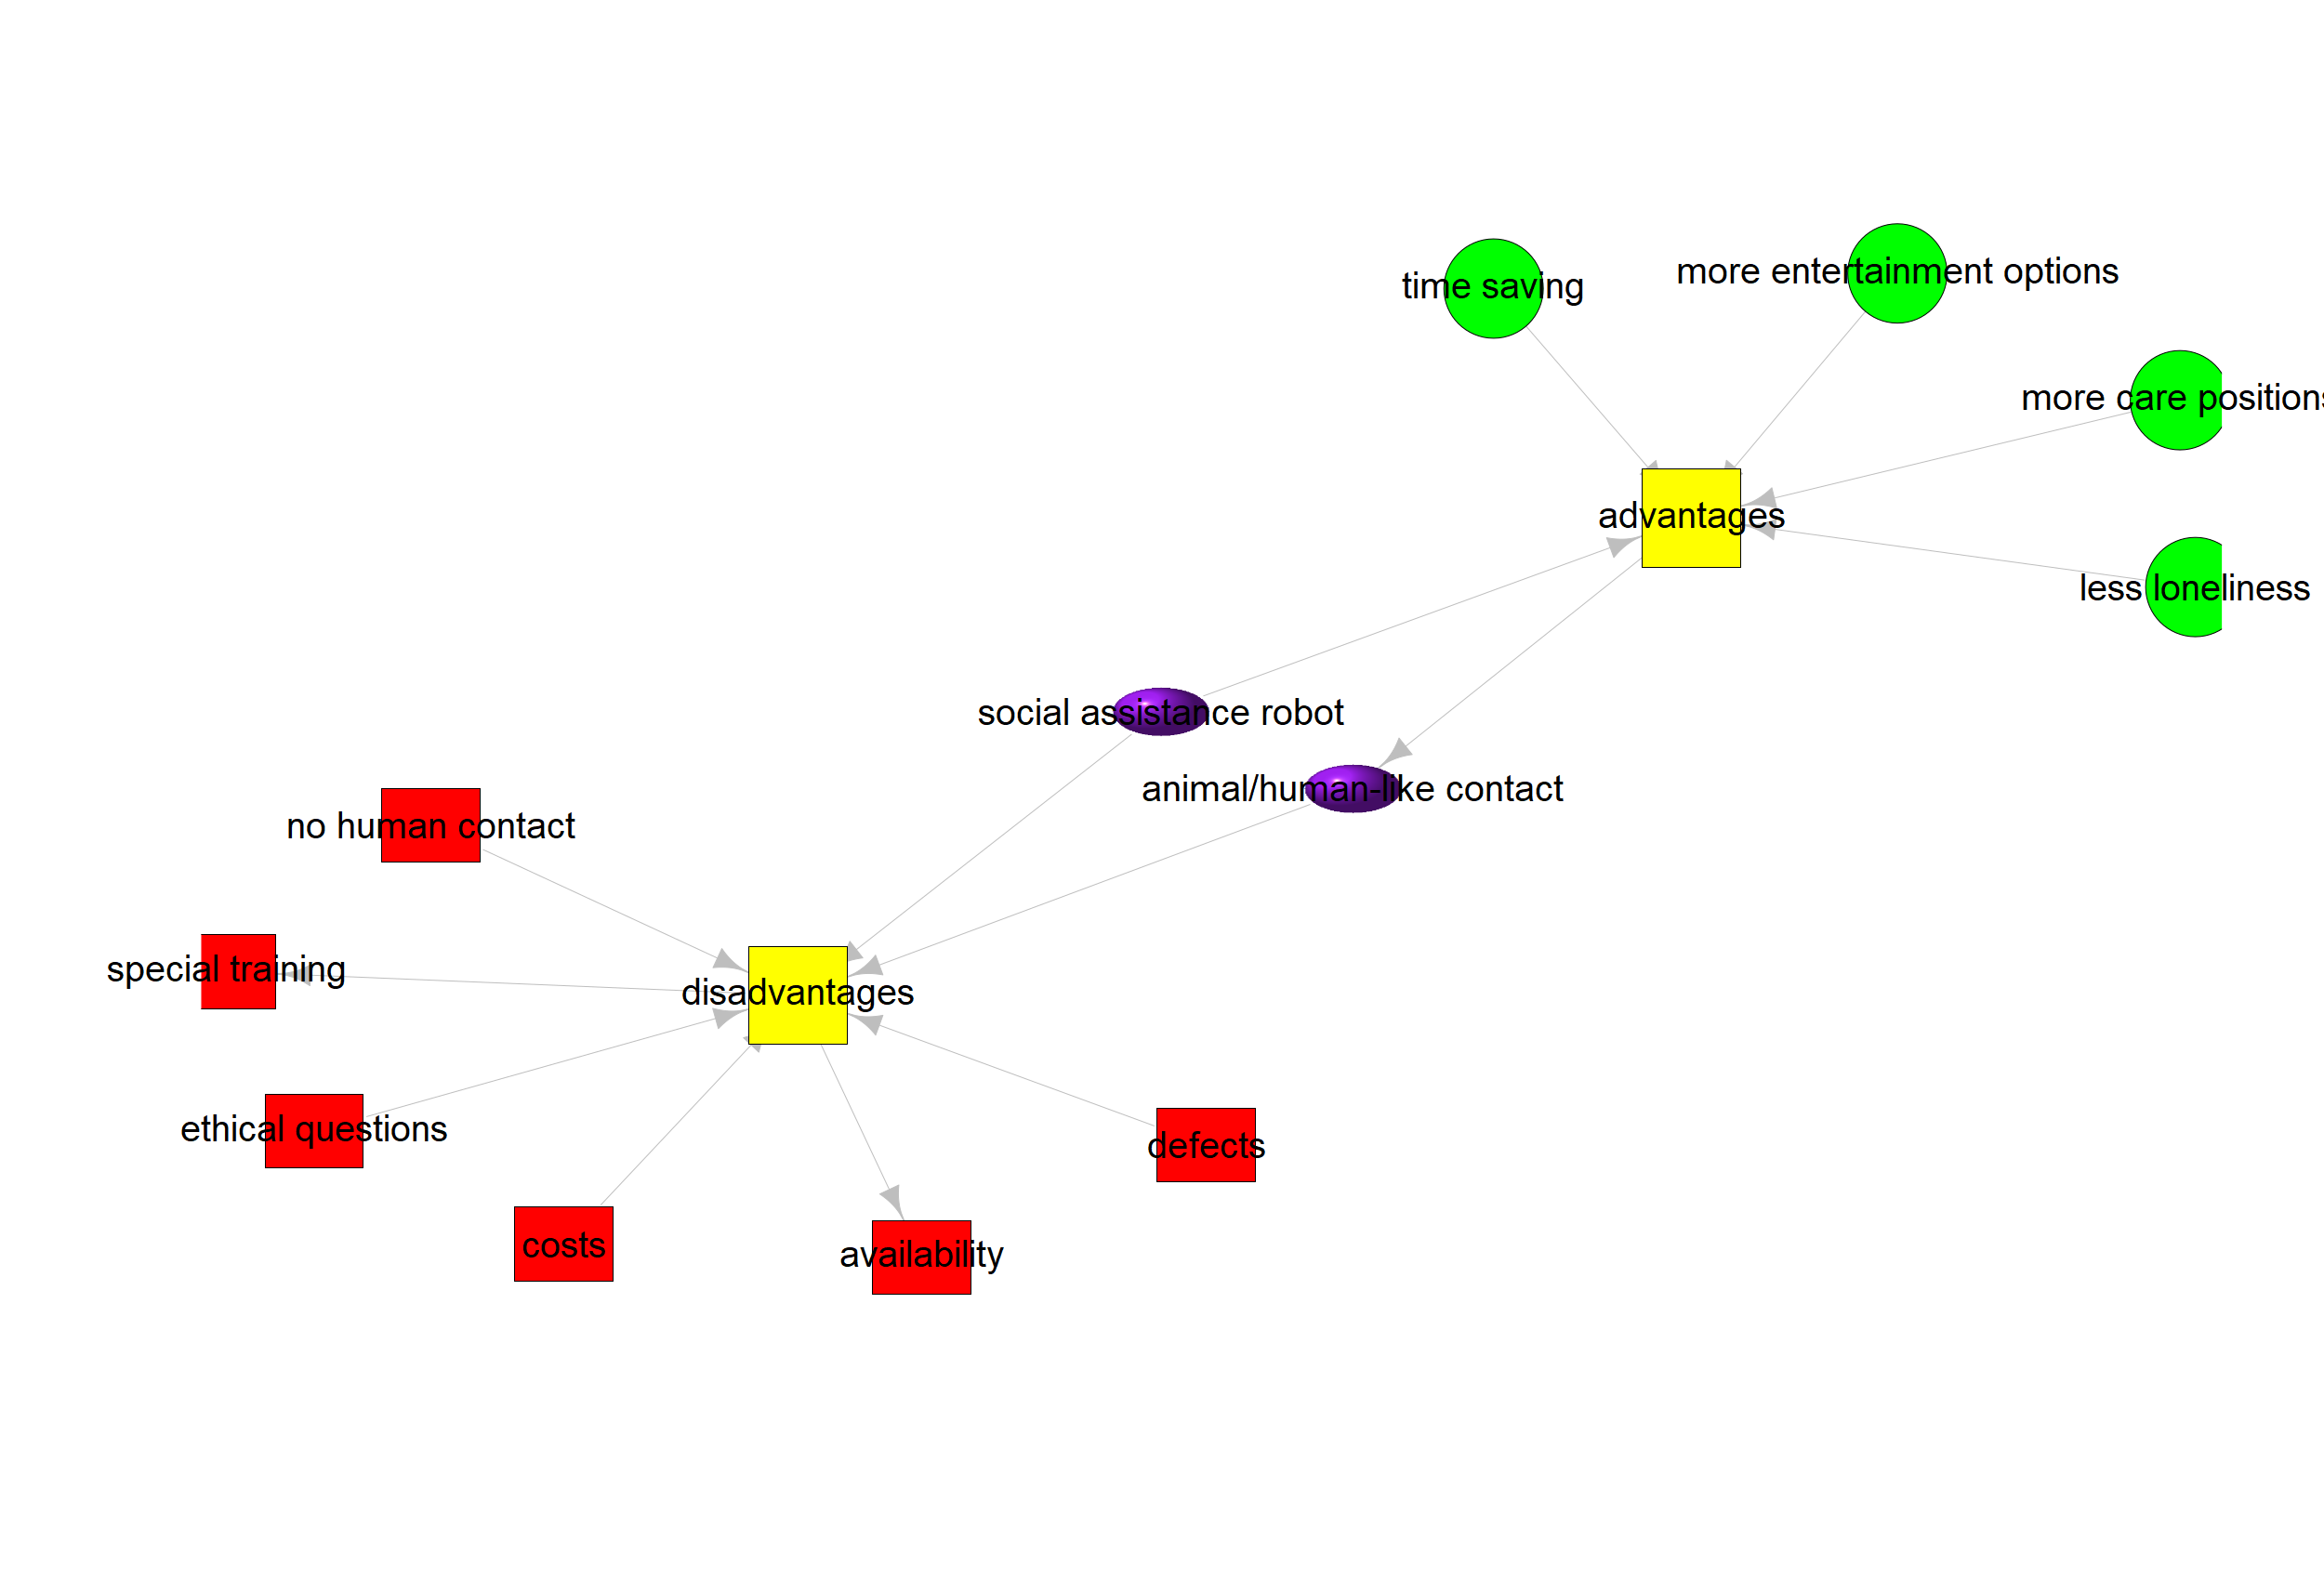 more entertainment options
time saving
more care positions
advantages
less loneliness
social assistance robot
animal/human-like contact
no human contact
special training
disadvantages
ethical questions
defects
costs
availability